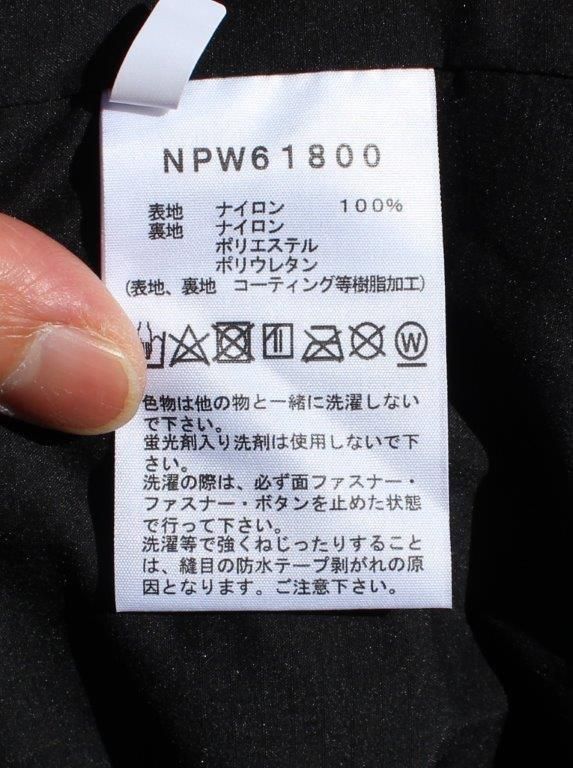 NPW61800
表地 ナイロン 100%
裏地 ナイロン
ポリエステル
ポリウレタン
(表地、裏地 コーティング等樹脂加工)
W
色物は他の物と一緒に洗濯しない
で下さい。
蛍光剤入り洗剤は使用しないで下
さい。
洗濯の際は、必ず面ファスナー・
ファスナー・ボタンを止めた状態
で行って下さい。
洗濯等で強くねじったりすること
は、縫目の防水テープ剥がれの原
因となります。ご注意下さい。